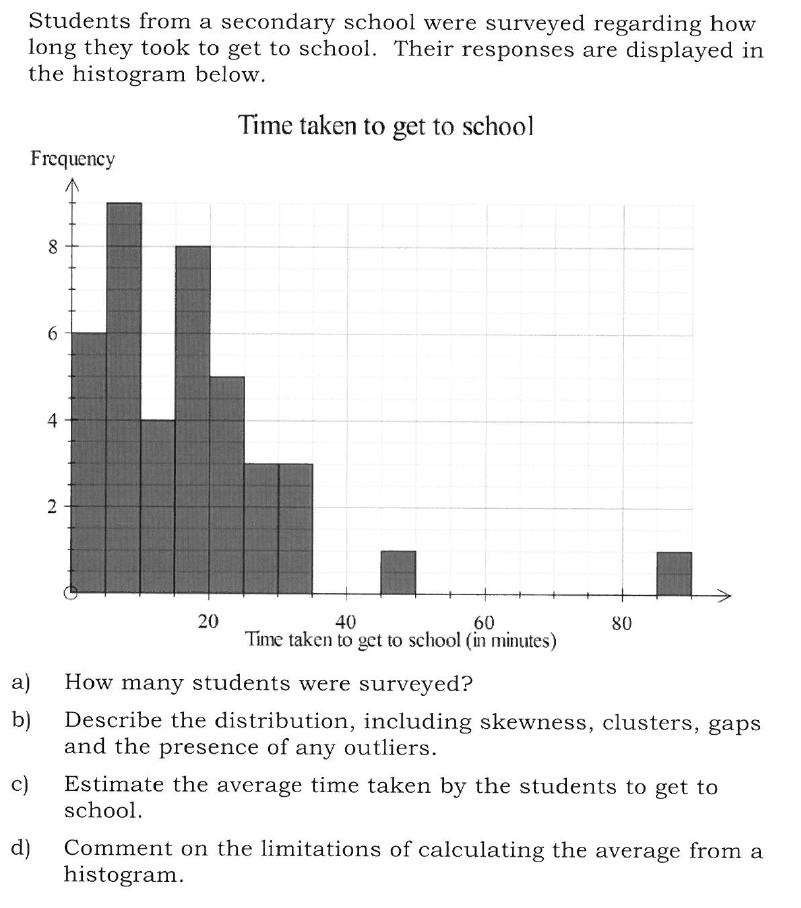 Students from a secondary school were surveyed regarding how
long they took to get to school. Their responses are displayed in
the histogram below.
Time taken to get to school
Frequency
8
6
4
2
20 40 60 80
Time taken to get to school (in minutes)
a) How many students were surveyed?
b) Describe the distribution, including skewness, clusters, gaps
and the presence of any outliers.
c) Estimate the average time taken by the students to get to
school.
d) Comment on the limitations of calculating the average from a
histogram.